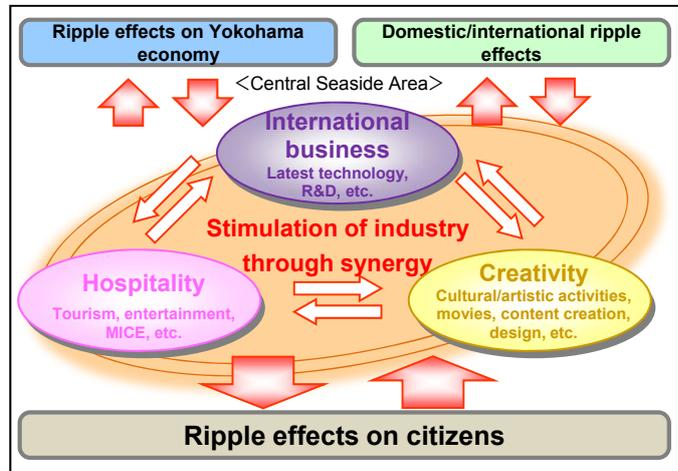 Ripple effects on Yokohama
economy
Domestic/international ripple
effects
<Central Seaside Area>
International
business
Latest technology,
R&D, etc.
Stimulation of industry
through synergy
Hospitality
Tourism, entertainment,
MICE, etc.
Creativity
Cultural/artistic activities,
movies, content creation,
design, etc.
Ripple effects on citizens